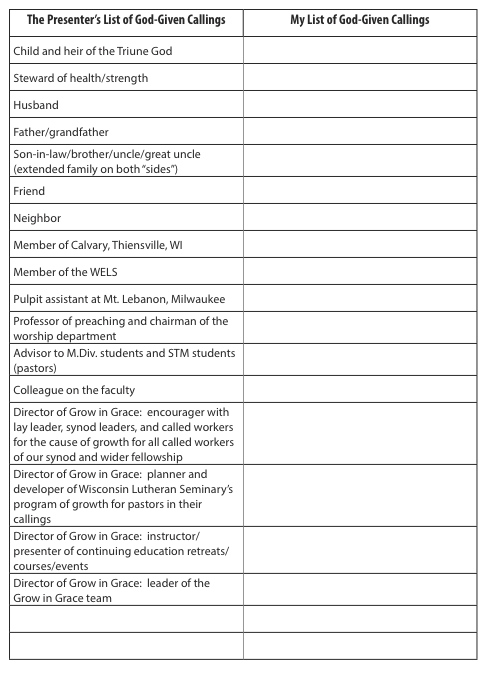 The Presenter's List of God-Given Callings
My List of God-Given Callings
Child and heir of the Triune God
Steward of health/strength
Husband
Father/grandfather
Son-in-law/brother/uncle/great uncle
(extended family on both "sides")
Friend
Neighbor
Member of Calvary, Thiensville, WI
Member of the WELS
Pulpit assistant at Mt. Lebanon, Milwaukee
Professor of preaching and chairman of the
worship department
Advisor to M.Div. students and STM students
(pastors)
Colleague on the faculty
Director of Grow in Grace:  encourager with
lay leader, synod leaders, and called workers
for the cause of growth for all called workers
of our synod and wider fellowship
Director of Grow in Grace:  planner and
developer of Wisconsin Lutheran Seminary's
program of growth for pastors in their
callings
Director of Grow in Grace:  instructor/
presenter of continuing education retreats/
courses/events
Director of Grow in Grace:  leader of the
Grow in Grace team